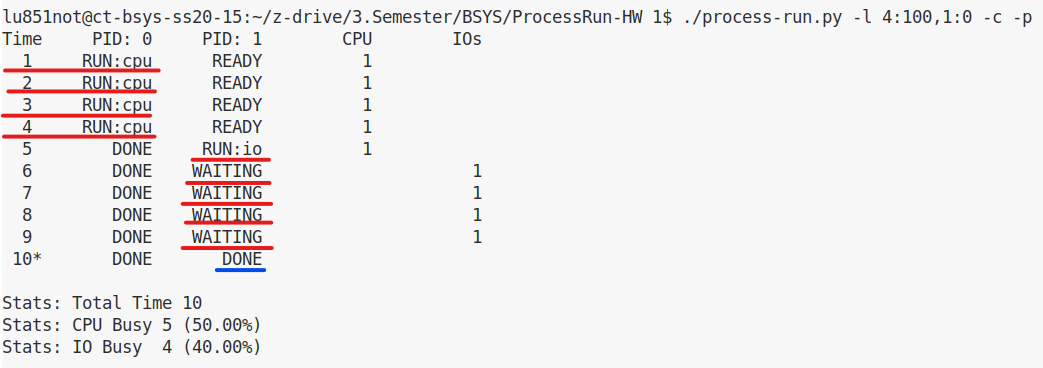 lu851not@ct-bsys-ss20-15:~/z-drive/3.Semester/BSYS/ProcessRun-HW 1$ ./process-run.py -l 4:100,1:0 -c -p
Time     PID: 0     PID: 1        CPU        IOs
  1     RUN:cpu      READY          1
  2     RUN:cpu      READY          1
  3     RUN:cpu      READY          1
  4     RUN:cpu      READY          1
  5        DONE     RUN:io          1
  6        DONE    WAITING                     1
  7        DONE    WAITING                     1
  8        DONE    WAITING                     1
  9        DONE    WAITING                     1
 10*       DONE       DONE

Stats: Total Time 10
Stats: CPU Busy 5 (50.00%)
Stats: IO Busy  4 (40.00%)